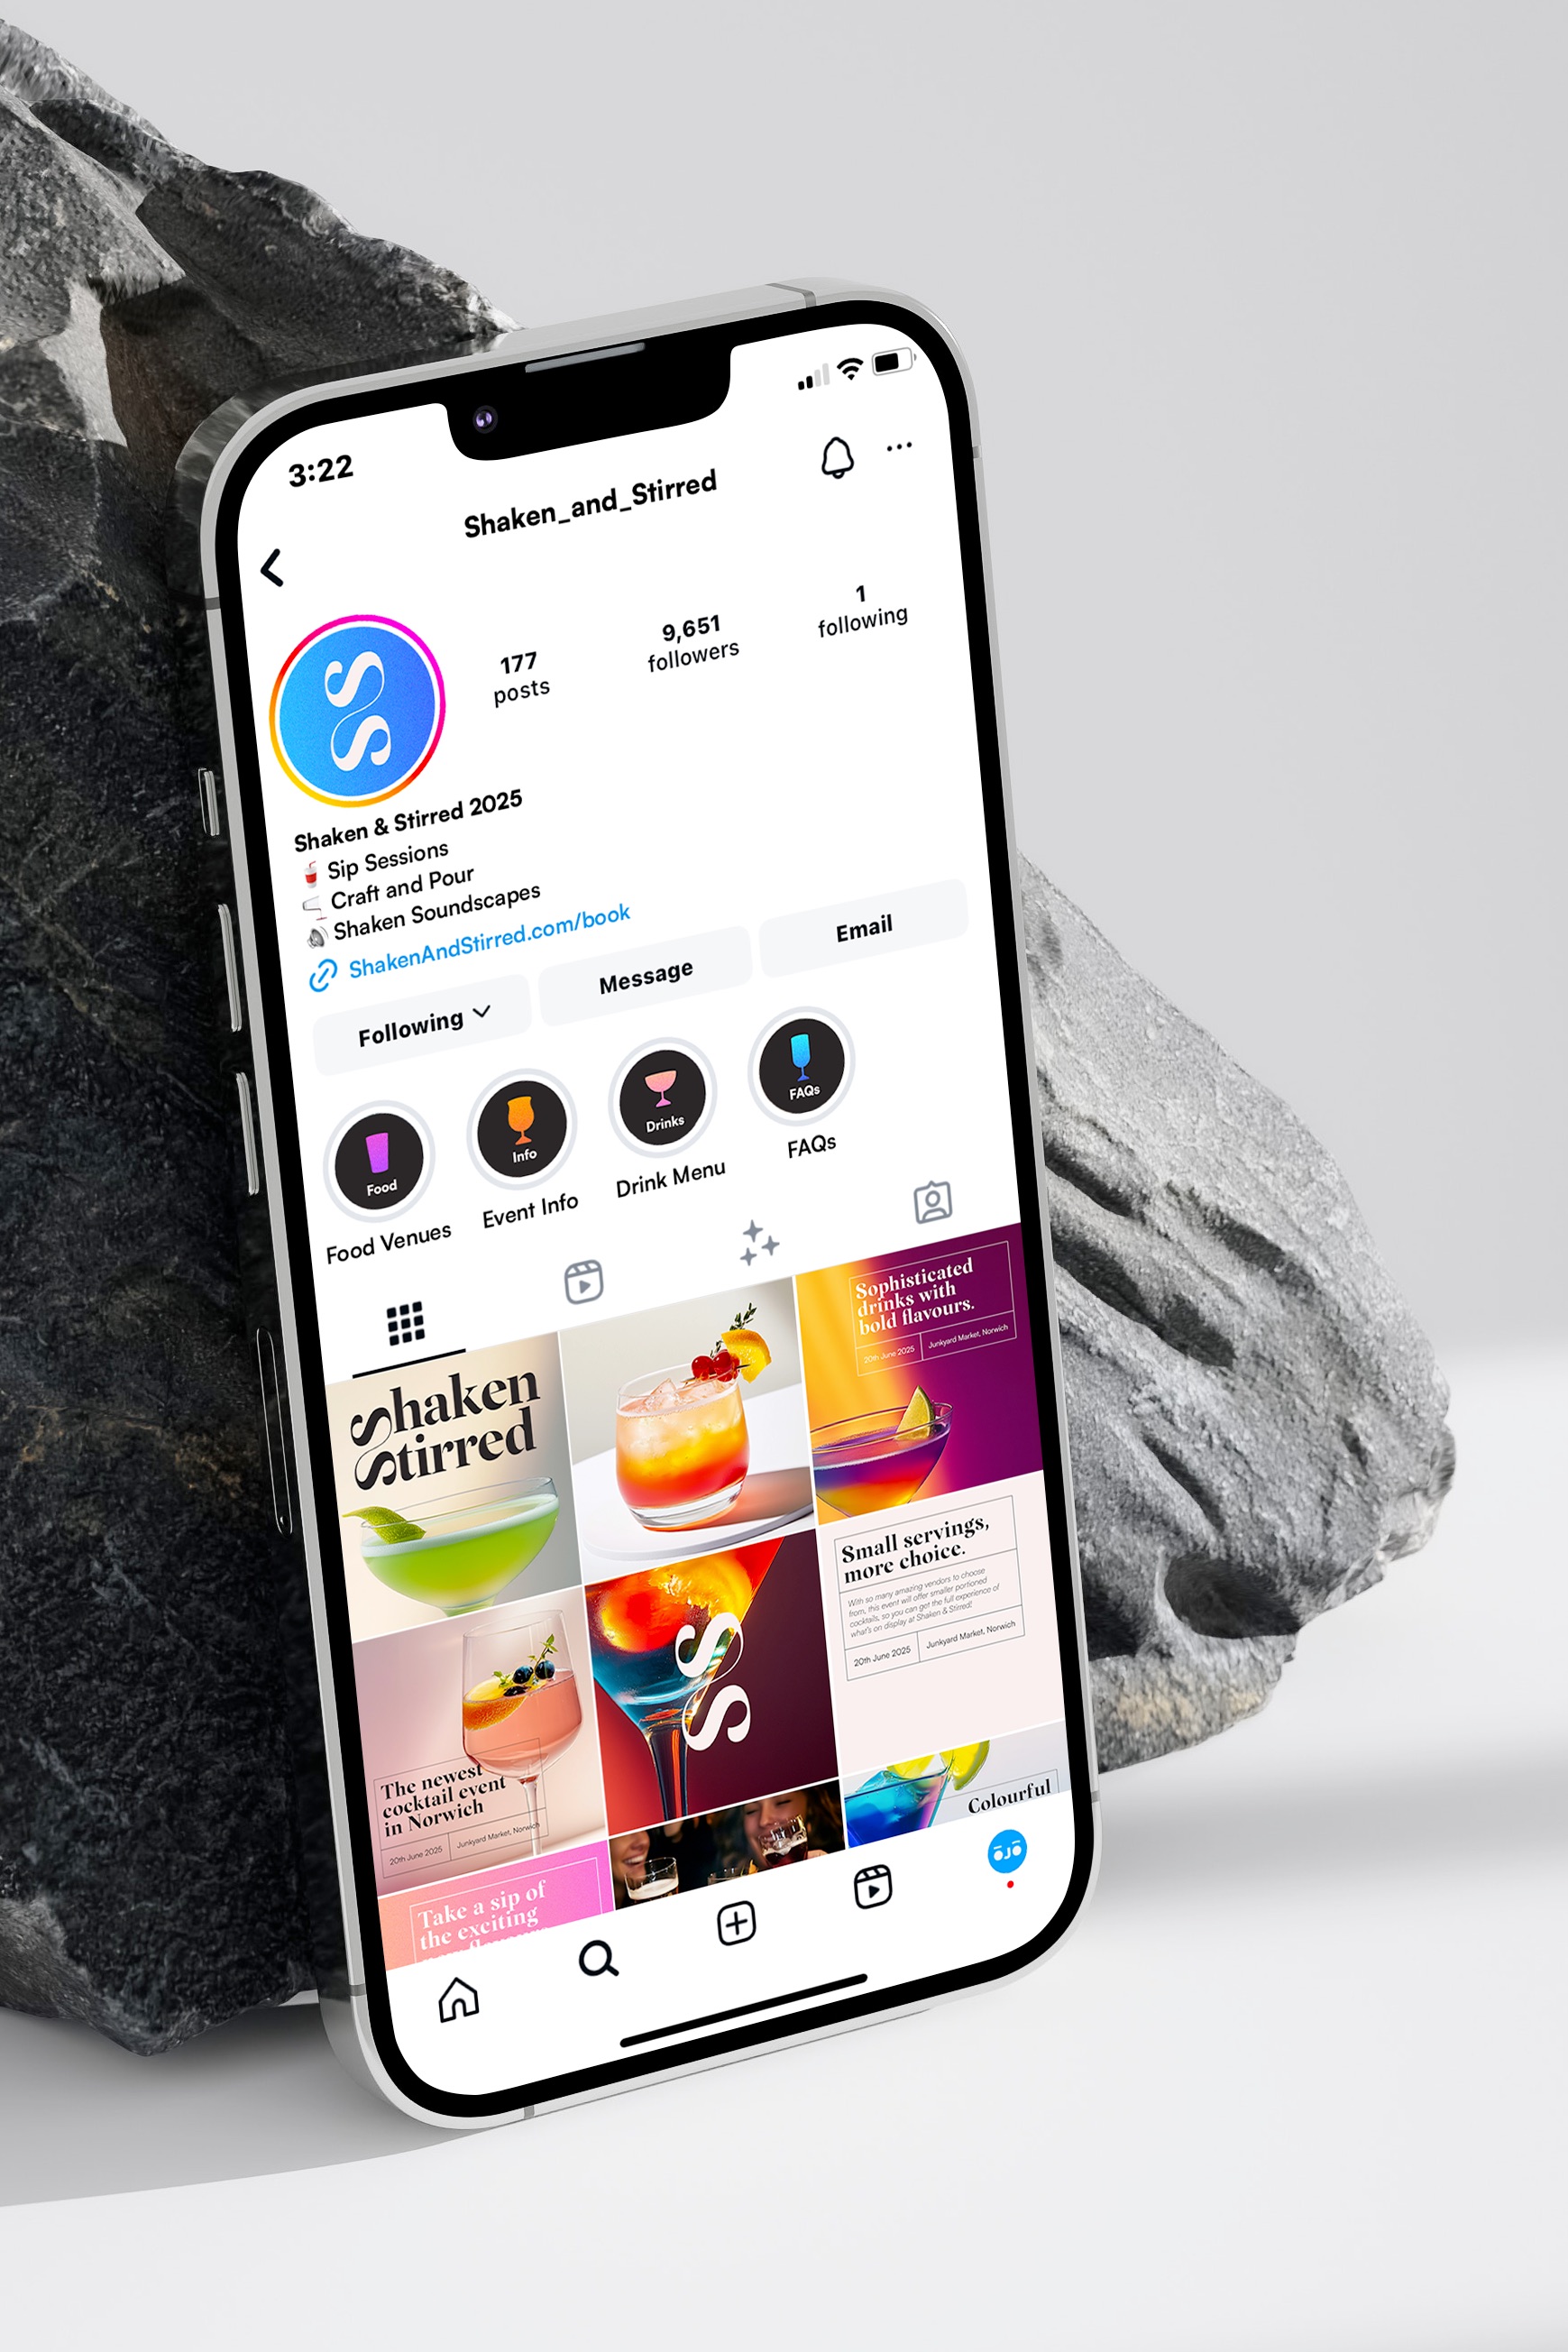 3:22
Shaken_and_Stirred
177
posts
9,651
followers
1
following
SS
Shaken & Stirred 2025
Sip Sessions
Craft and Pour
Shaken Soundscapes
ShakenAndStirred.com/book
Following
Message
Email
Food
Info
Drinks
FAQs
Food Venues
Event Info
Drink Menu
FAQs
Shaken
Stirred
Sophisticated
drinks with
bold flavours.
20th June 2025
Junkyard Market, Norwich
The newest
cocktail event
in Norwich
20th June 2025
Junkyard Market, Norwich
SS
Small servings,
more choice.
With so many amazing vendors to choose
from, this event will offer smaller portioned
cocktails, so you can get the full experience of
what's on display at Shaken & Stirred!
20th June 2025
Junkyard Market, Norwich
Take a sip of
the exciting
Colourful
ōJō